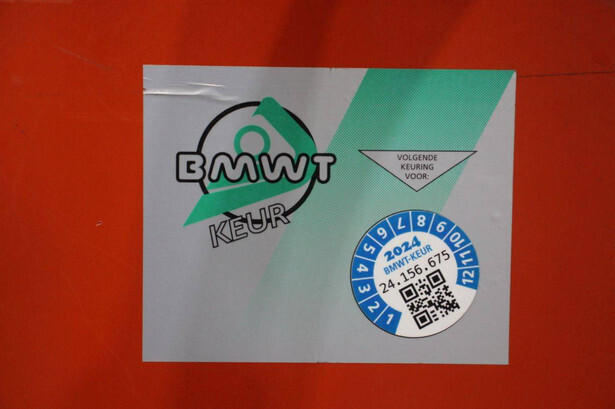 BMWT
KEUR
VOLGENDE
KEURING
VOOR:
1 2 3 4 5 6 7 8 9 10 11 12
2024
BMWT-KEUR
24.156.675